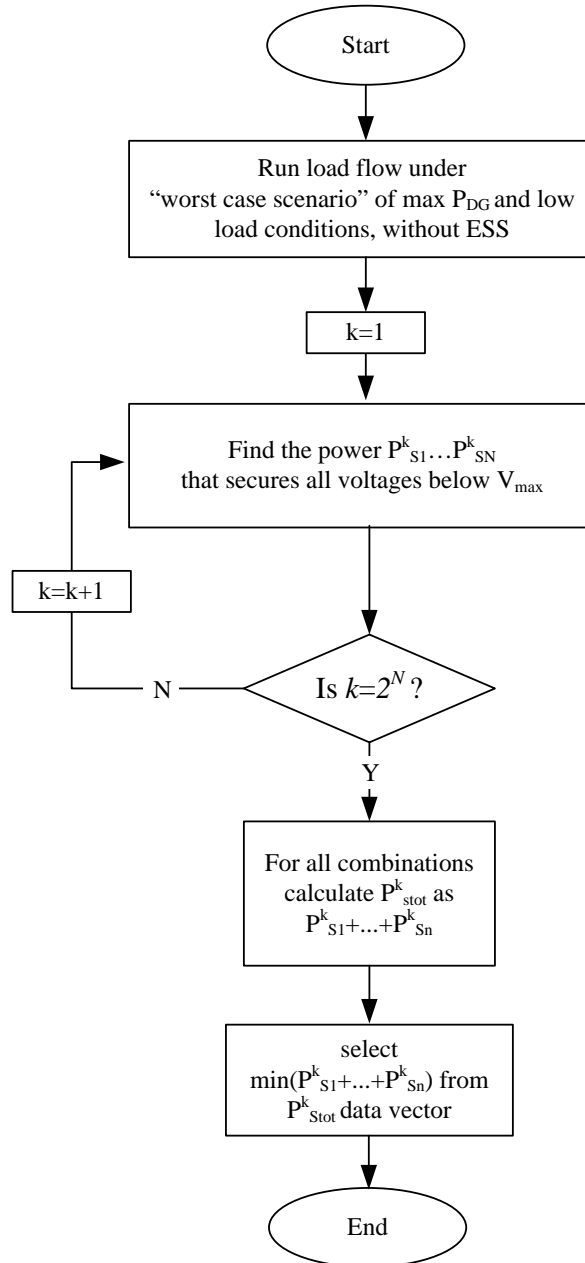 Start
Run load flow under
“worst case scenario” of max P_DG and low
load conditions, without ESS
k=1
Find the power P^k_S1…P^k_SN
that secures all voltages below V_max
k=k+1
N
Is k=2^N ?
Y
For all combinations
calculate P^k_stot as
P^k_S1+...+P^k_Sn
select
min(P^k_S1+...+P^k_Sn) from
P^k_Stot data vector
End